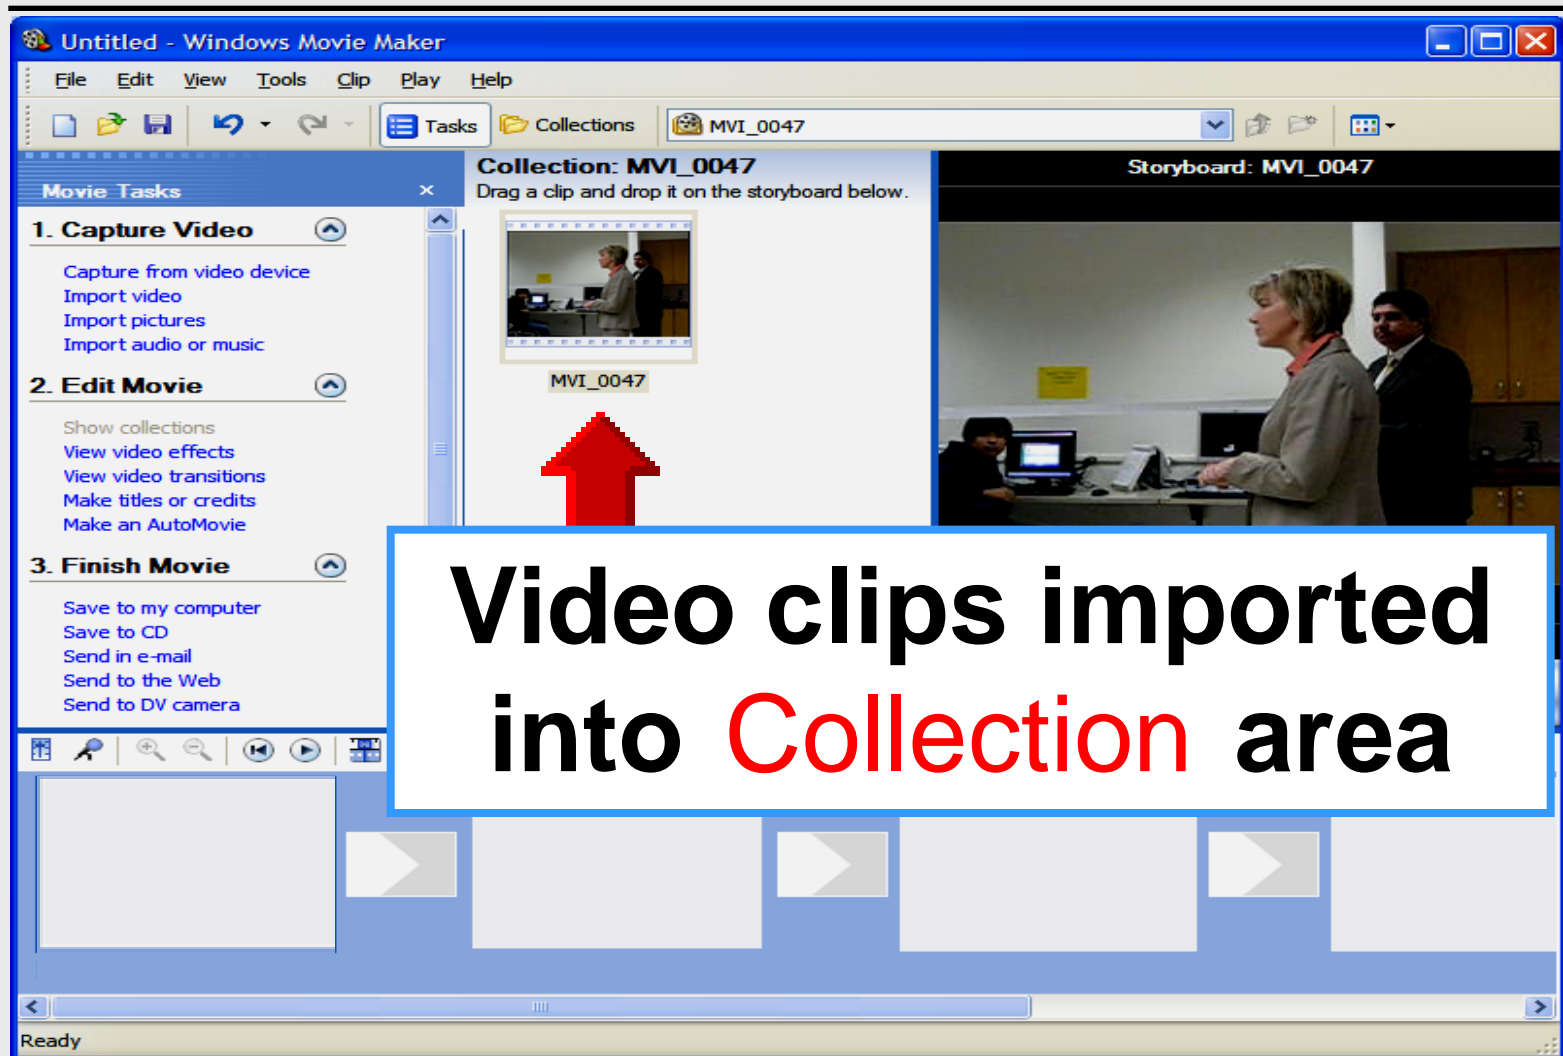 Untitled - Windows Movie Maker
File Edit View Tools Clip Play Help
Tasks Collections MVI_0047
Movie Tasks
1. Capture Video
Capture from video device
Import video
Import pictures
Import audio or music
2. Edit Movie
Show collections
View video effects
View video transitions
Make titles or credits
Make an AutoMovie
3. Finish Movie
Save to my computer
Save to CD
Send in e-mail
Send to the Web
Send to DV camera
Collection: MVI_0047
Drag a clip and drop it on the storyboard below.
MVI_0047
Storyboard: MVI_0047
Video clips imported
into Collection area
Ready